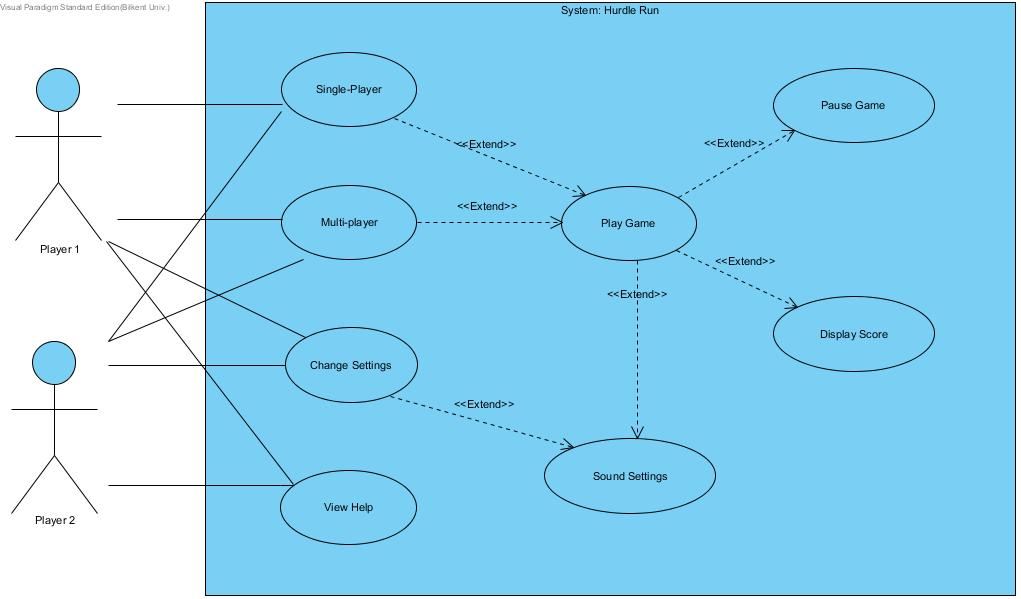 Visual Paradigm Standard Edition(Bilkent Univ.)
System: Hurdle Run
Single-Player
Pause Game
<<Extend>>
<<Extend>>
Multi-player
<<Extend>>
Play Game
Player 1
<<Extend>>
<<Extend>>
Display Score
Change Settings
<<Extend>>
Sound Settings
View Help
Player 2